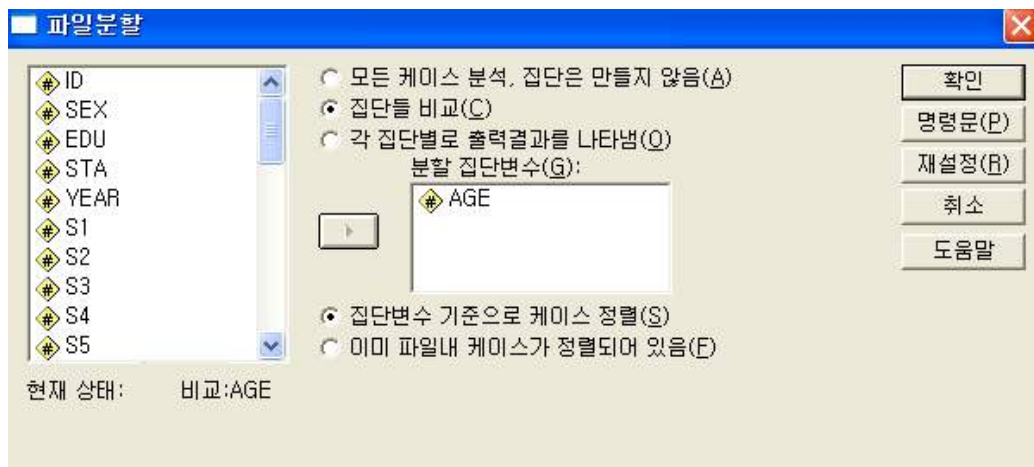 파일분할
ID
SEX
EDU
STA
YEAR
S1
S2
S3
S4
S5
모든 케이스 분석, 집단은 만들지 않음(A)
집단들 비교(C)
각 집단별로 출력결과를 나타냄(O)
분할 집단변수(G):
AGE
집단변수 기준으로 케이스 정렬(S)
이미 파일내 케이스가 정렬되어 있음(F)
확인
명령문(P)
재설정(R)
취소
도움말
현재 상태: 비교:AGE